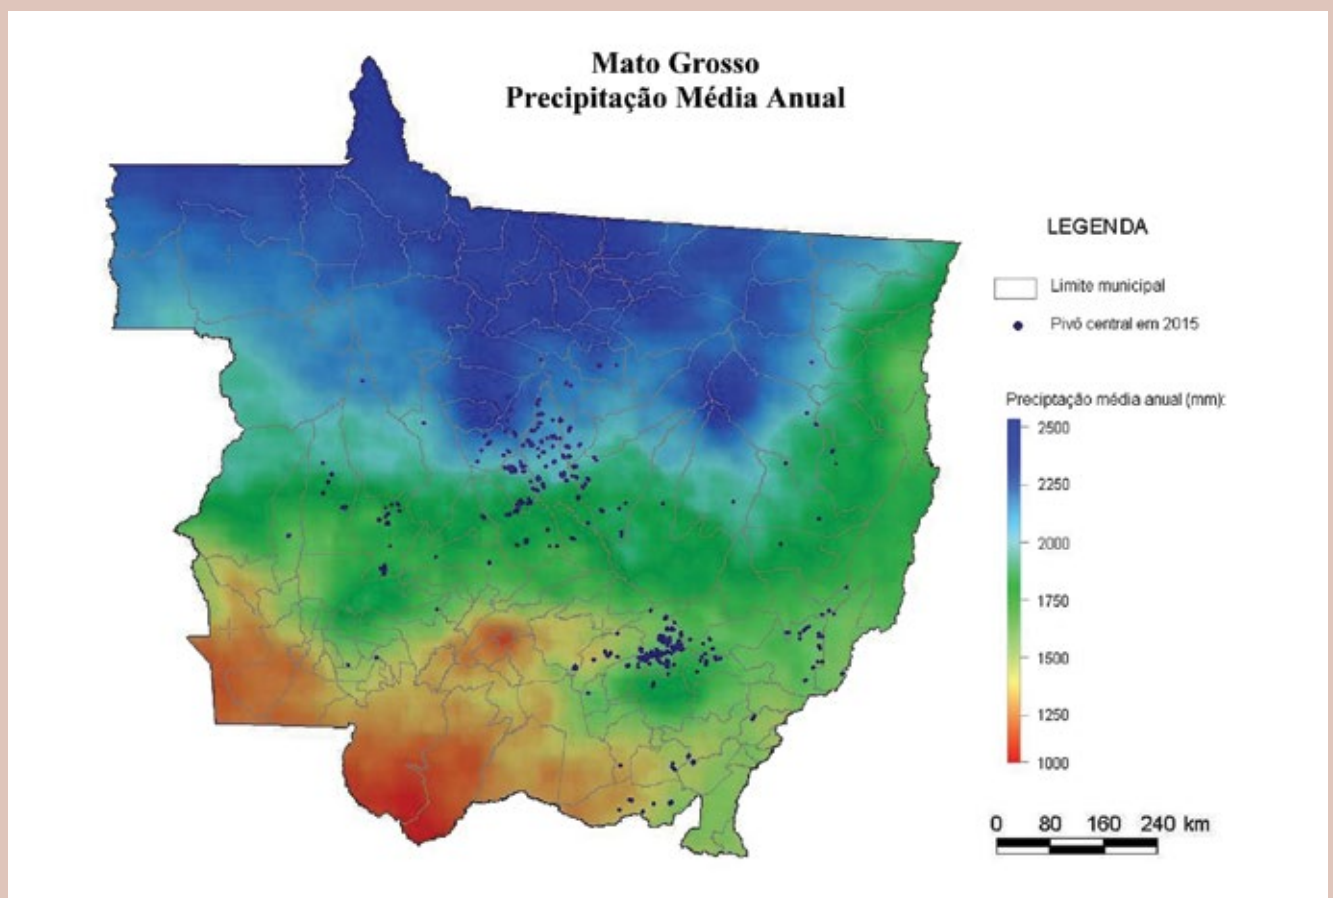 Mato Grosso
Precipitação Média Anual
LEGENDA
Limite municipal
Pivô central em 2015
Preciptação média anual (mm):
2500
2250
2000
1750
1500
1250
1000
0 80 160 240 km